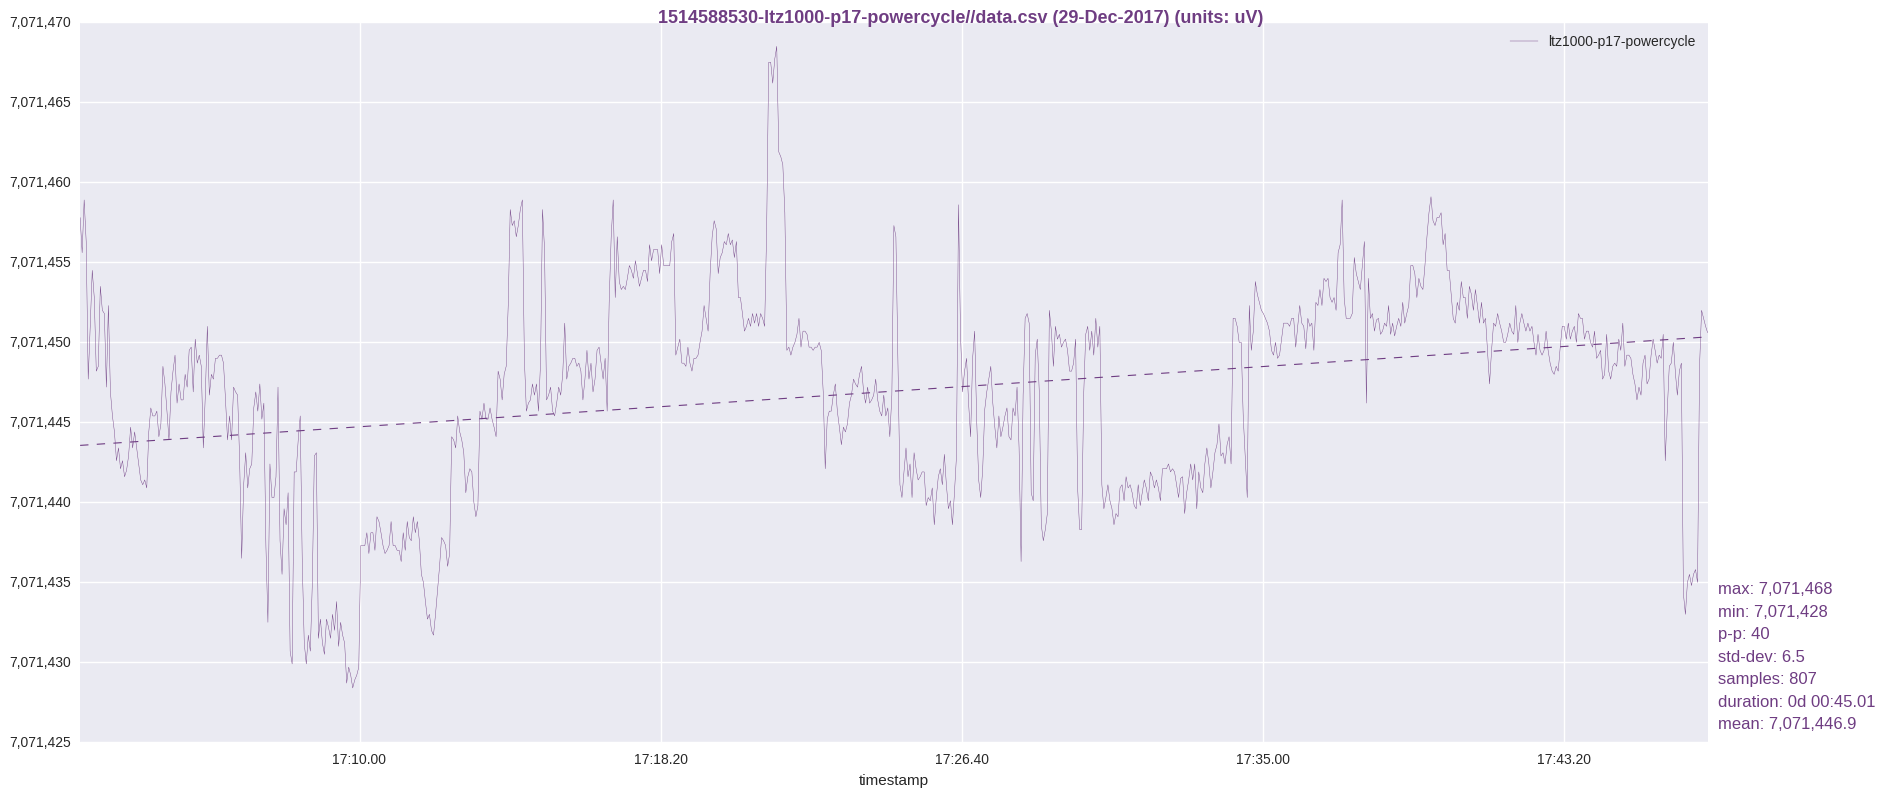 1514588530-ltz1000-p17-powercycle//data.csv (29-Dec-2017) (units: uV)
ltz1000-p17-powercycle
7,071,470
7,071,465
7,071,460
7,071,455
7,071,450
7,071,445
7,071,440
7,071,435
7,071,430
7,071,425
max: 7,071,468
min: 7,071,428
p-p: 40
std-dev: 6.5
samples: 807
duration: 0d 00:45.01
mean: 7,071,446.9
17:10.00 17:18.20 17:26.40 17:35.00 17:43.20
timestamp